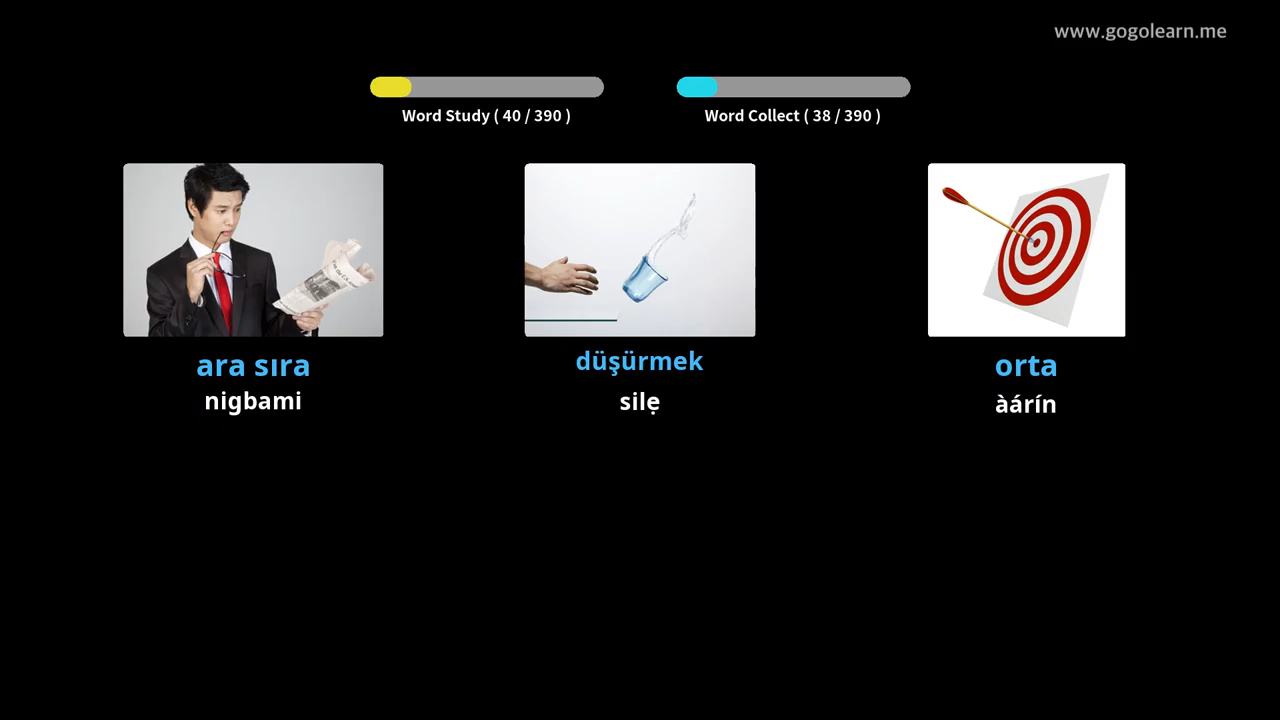 www.gogolearn.me
Word Study ( 40 / 390 )
Word Collect ( 38 / 390 )
ara sıra
nigbami
düşürmek
silẹ
orta
àárín